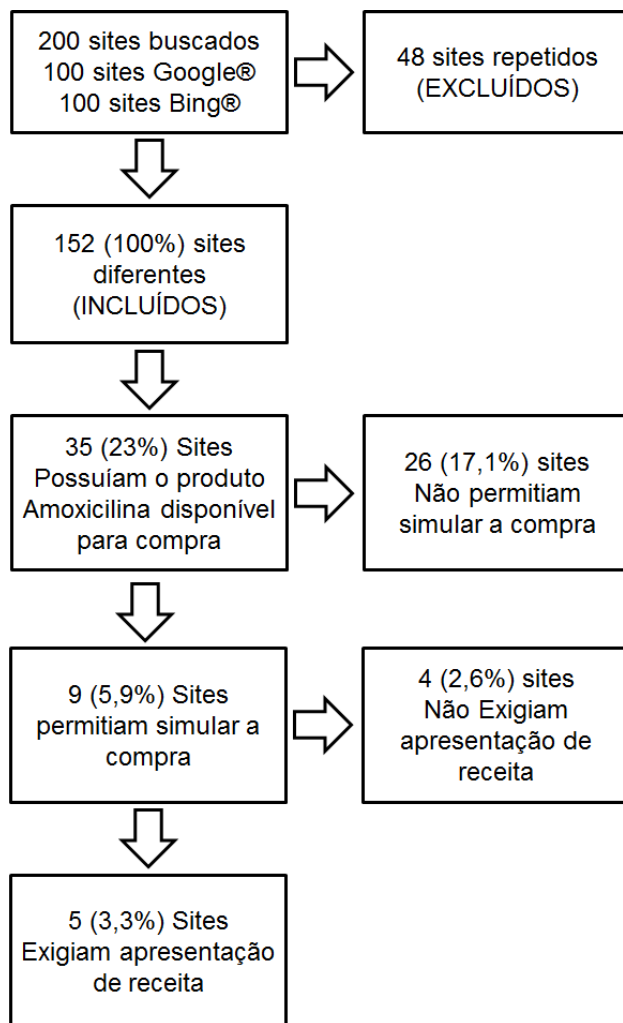 200 sites buscados
100 sites Google®
100 sites Bing®
48 sites repetidos
(EXCLUÍDOS)
152 (100%) sites
diferentes
(INCLUÍDOS)
35 (23%) Sites
Possuíam o produto
Amoxicilina disponível
para compra
26 (17,1%) sites
Não permitiam
simular a compra
9 (5,9%) Sites
permitiam simular a
compra
4 (2,6%) sites
Não Exigiam
apresentação de
receita
5 (3,3%) Sites
Exigiam apresentação
de receita